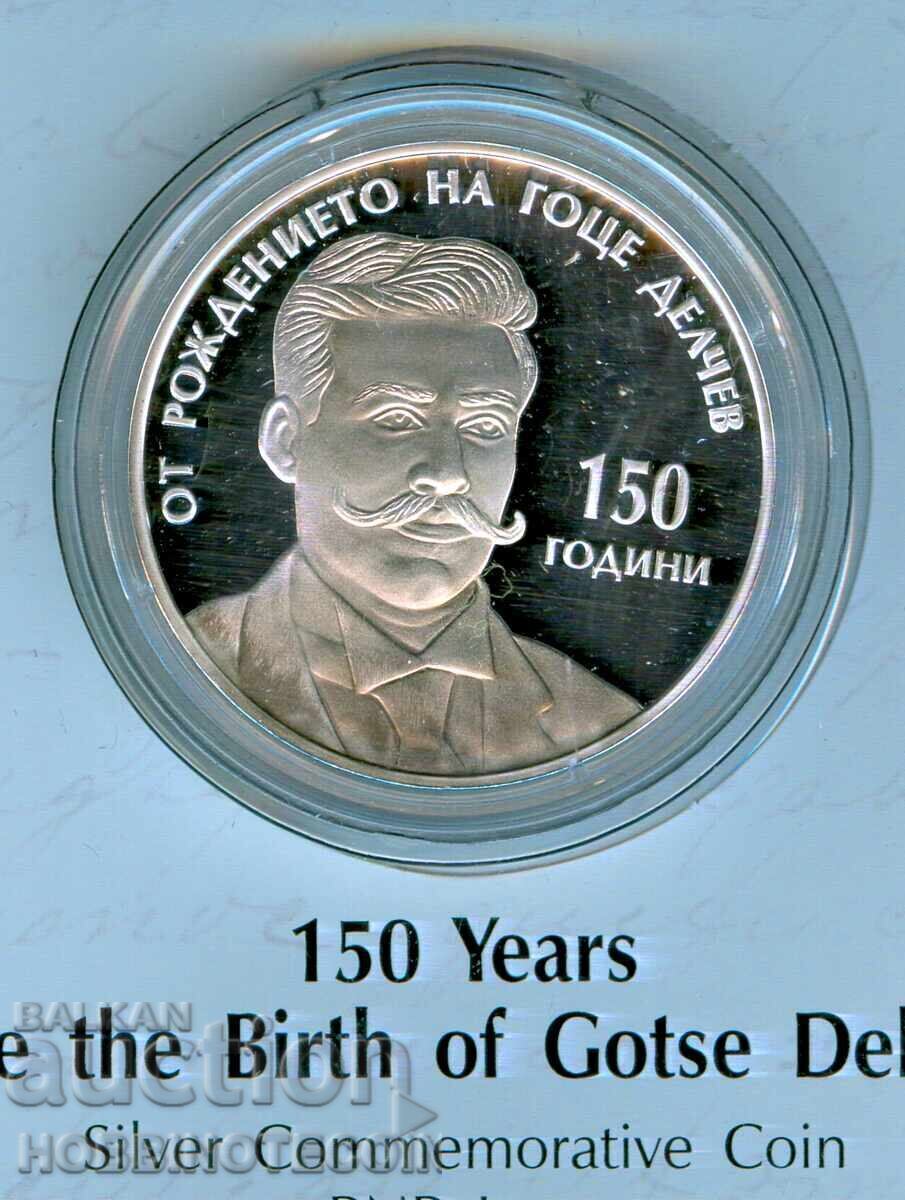 ОТ РОЖДЕНИЕТО НА ГОЦЕ ДЕЛЧЕВ
150
ГОДИНИ
150 Years
e the Birth of Gotse Del
Silver Commemorative Coin
BALKAN
auction
HOBBINOTECOM